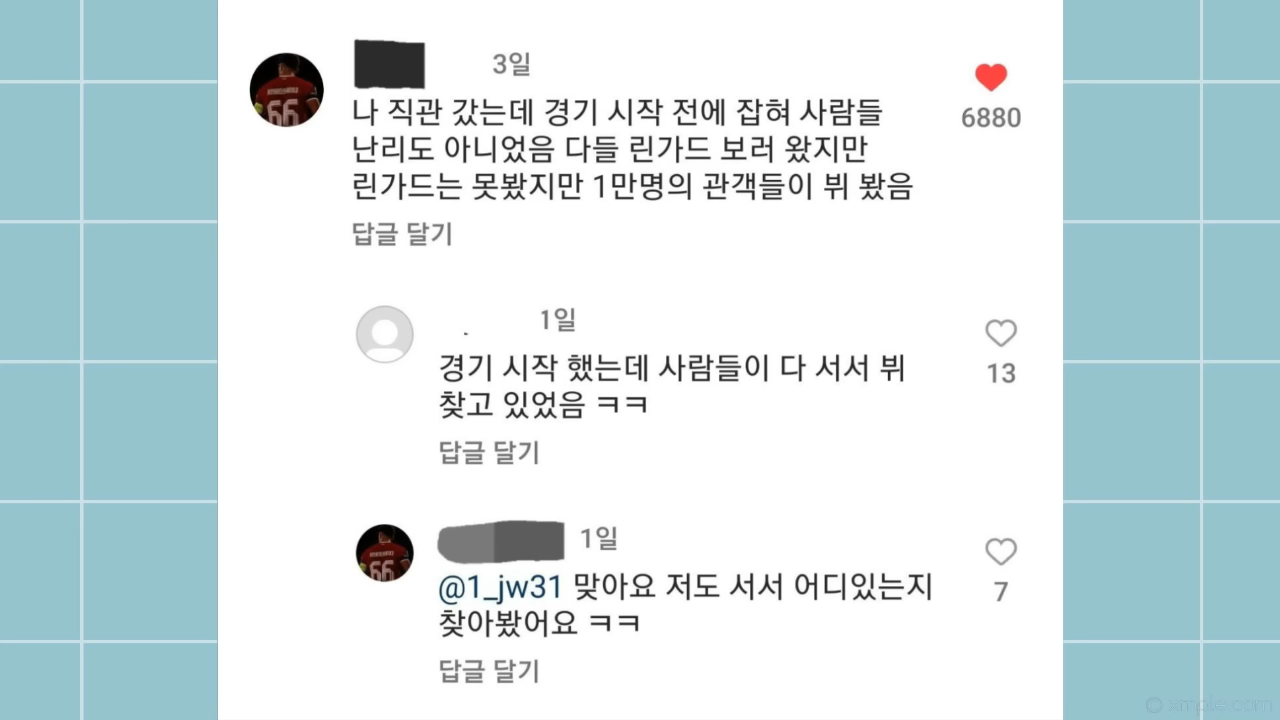 3일
6880
나 직관 갔는데 경기 시작 전에 잡혀 사람들
난리도 아니었음 다들 린가드 보러 왔지만
린가드는 못봤지만 1만명의 관객들이 뷔 봤음
답글 달기
1일
13
경기 시작 했는데 사람들이 다 서서 뷔
찾고 있었음 ㅋㅋ
답글 달기
1일
7
@1_jw31 맞아요 저도 서서 어디있는지
찾아봤어요 ㅋㅋ
답글 달기
66
66